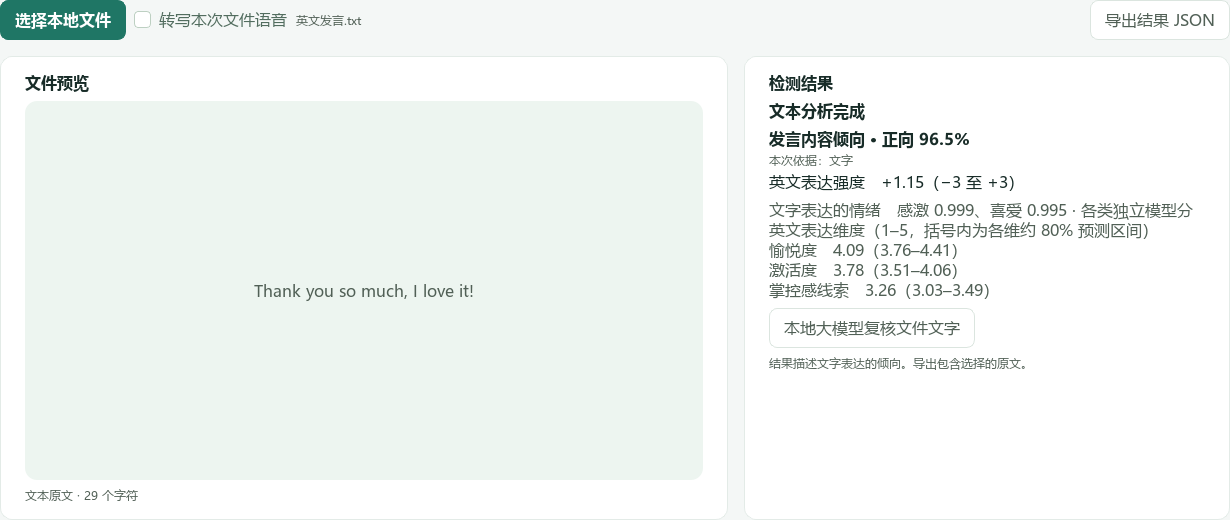 选择本地文件 转写本次文件语音 英文发言.txt 导出结果 JSON
文件预览
Thank you so much, I love it!
文本原文 · 29 个字符
检测结果
文本分析完成
发言内容倾向 • 正向 96.5%
本次依据：文字
英文表达强度 +1.15（−3 至 +3）
文字表达的情绪 感激 0.999、喜爱 0.995 · 各类独立模型分
英文表达维度（1–5，括号内为各维约 80% 预测区间）
愉悦度 4.09（3.76–4.41）
激活度 3.78（3.51–4.06）
掌控感线索 3.26（3.03–3.49）
本地大模型复核文件文字
结果描述文字表达的倾向。导出包含选择的原文。